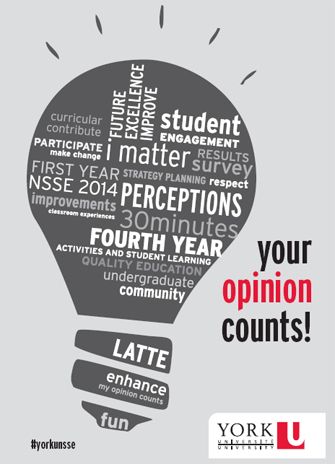 FUTURE
EXCELLENCE
IMPROVE
curricular
contribute
student
ENGAGEMENT
PARTICIPATE
make change
i matter
RESULTS
survey
FIRST YEAR
STRATEGY PLANNING
respect
NSSE 2014
PERCEPTIONS
improvements
classroom experiences
30minutes
FOURTH YEAR
ACTIVITIES AND STUDENT LEARNING
QUALITY EDUCATION
undergraduate
community
your
opinion
counts!
LATTE
enhance
my opinion counts
fun
#yorkunsse
YORK U
UNIVERSITÉ
UNIVERSITY